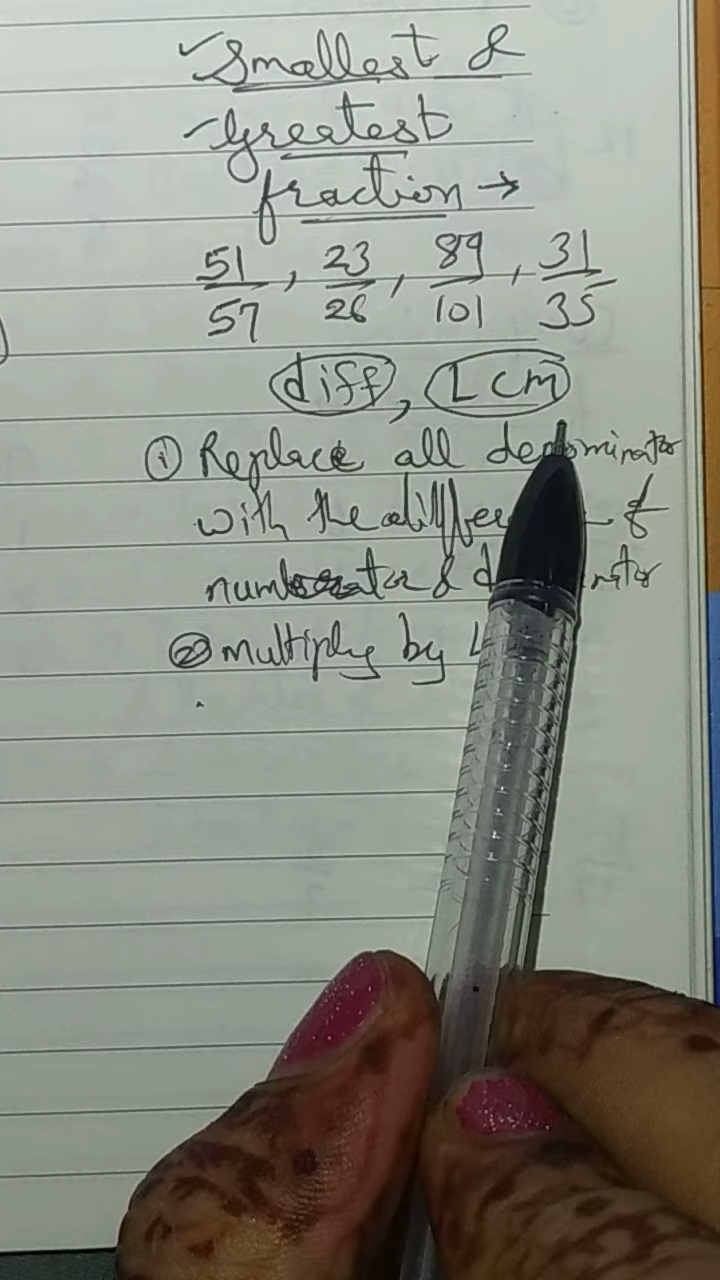 Smallest &
Greatest
fraction →
51/57, 23/26, 89/101, 31/35
diff, LCM
① Replace all denominator
with the &
numerator &
② multiply by